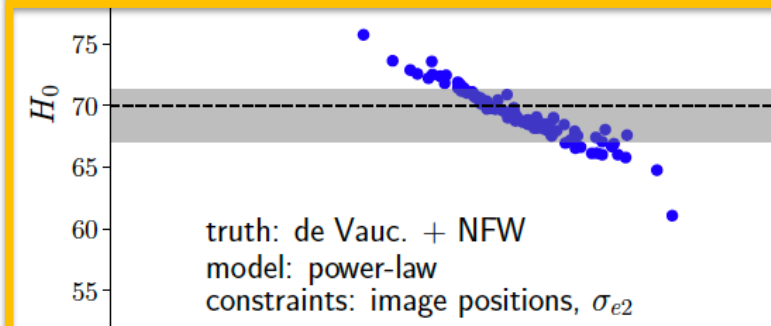 75
H₀
70
65
60
truth: de Vauc. + NFW
model: power-law
55
constraints: image positions, σₑ₂